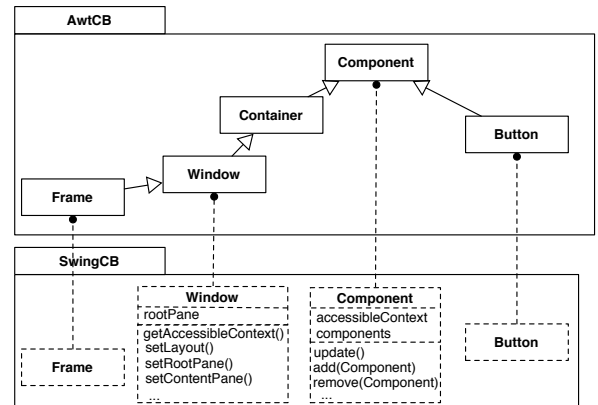 AwtCB
Component
Container
Button
Window
Frame
SwingCB
Window
rootPane
getAccessibleContext()
setLayout()
setRootPane()
setContentPane()
...
Component
accessibleContext
components
update()
add(Component)
remove(Component)
...
Button
Frame